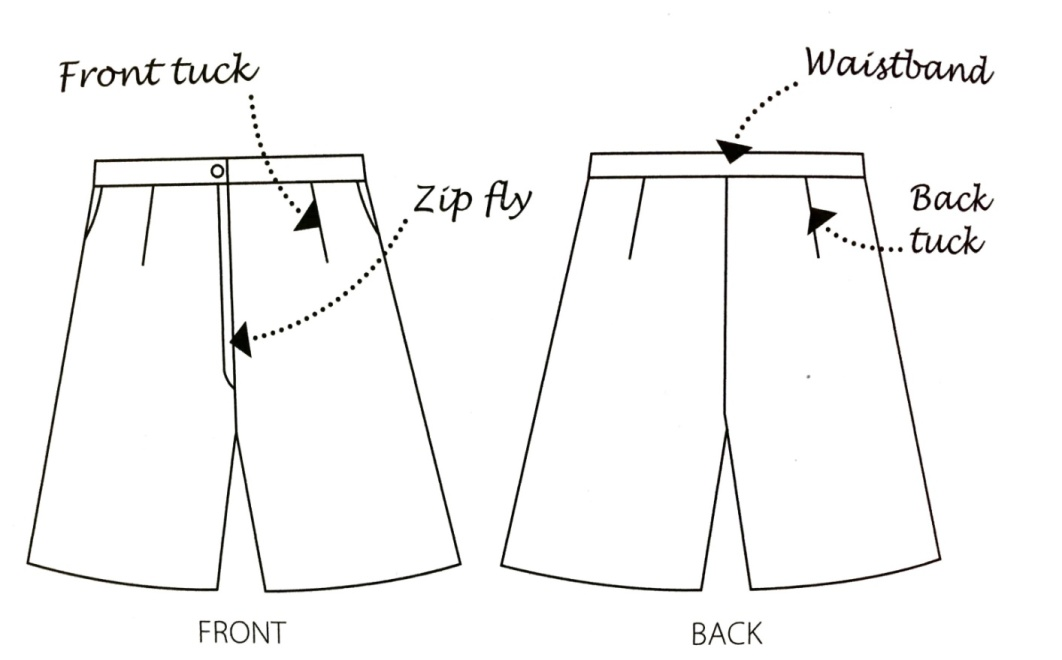 Front tuck
Waistband
Zip fly
Back
tuck
FRONT
BACK